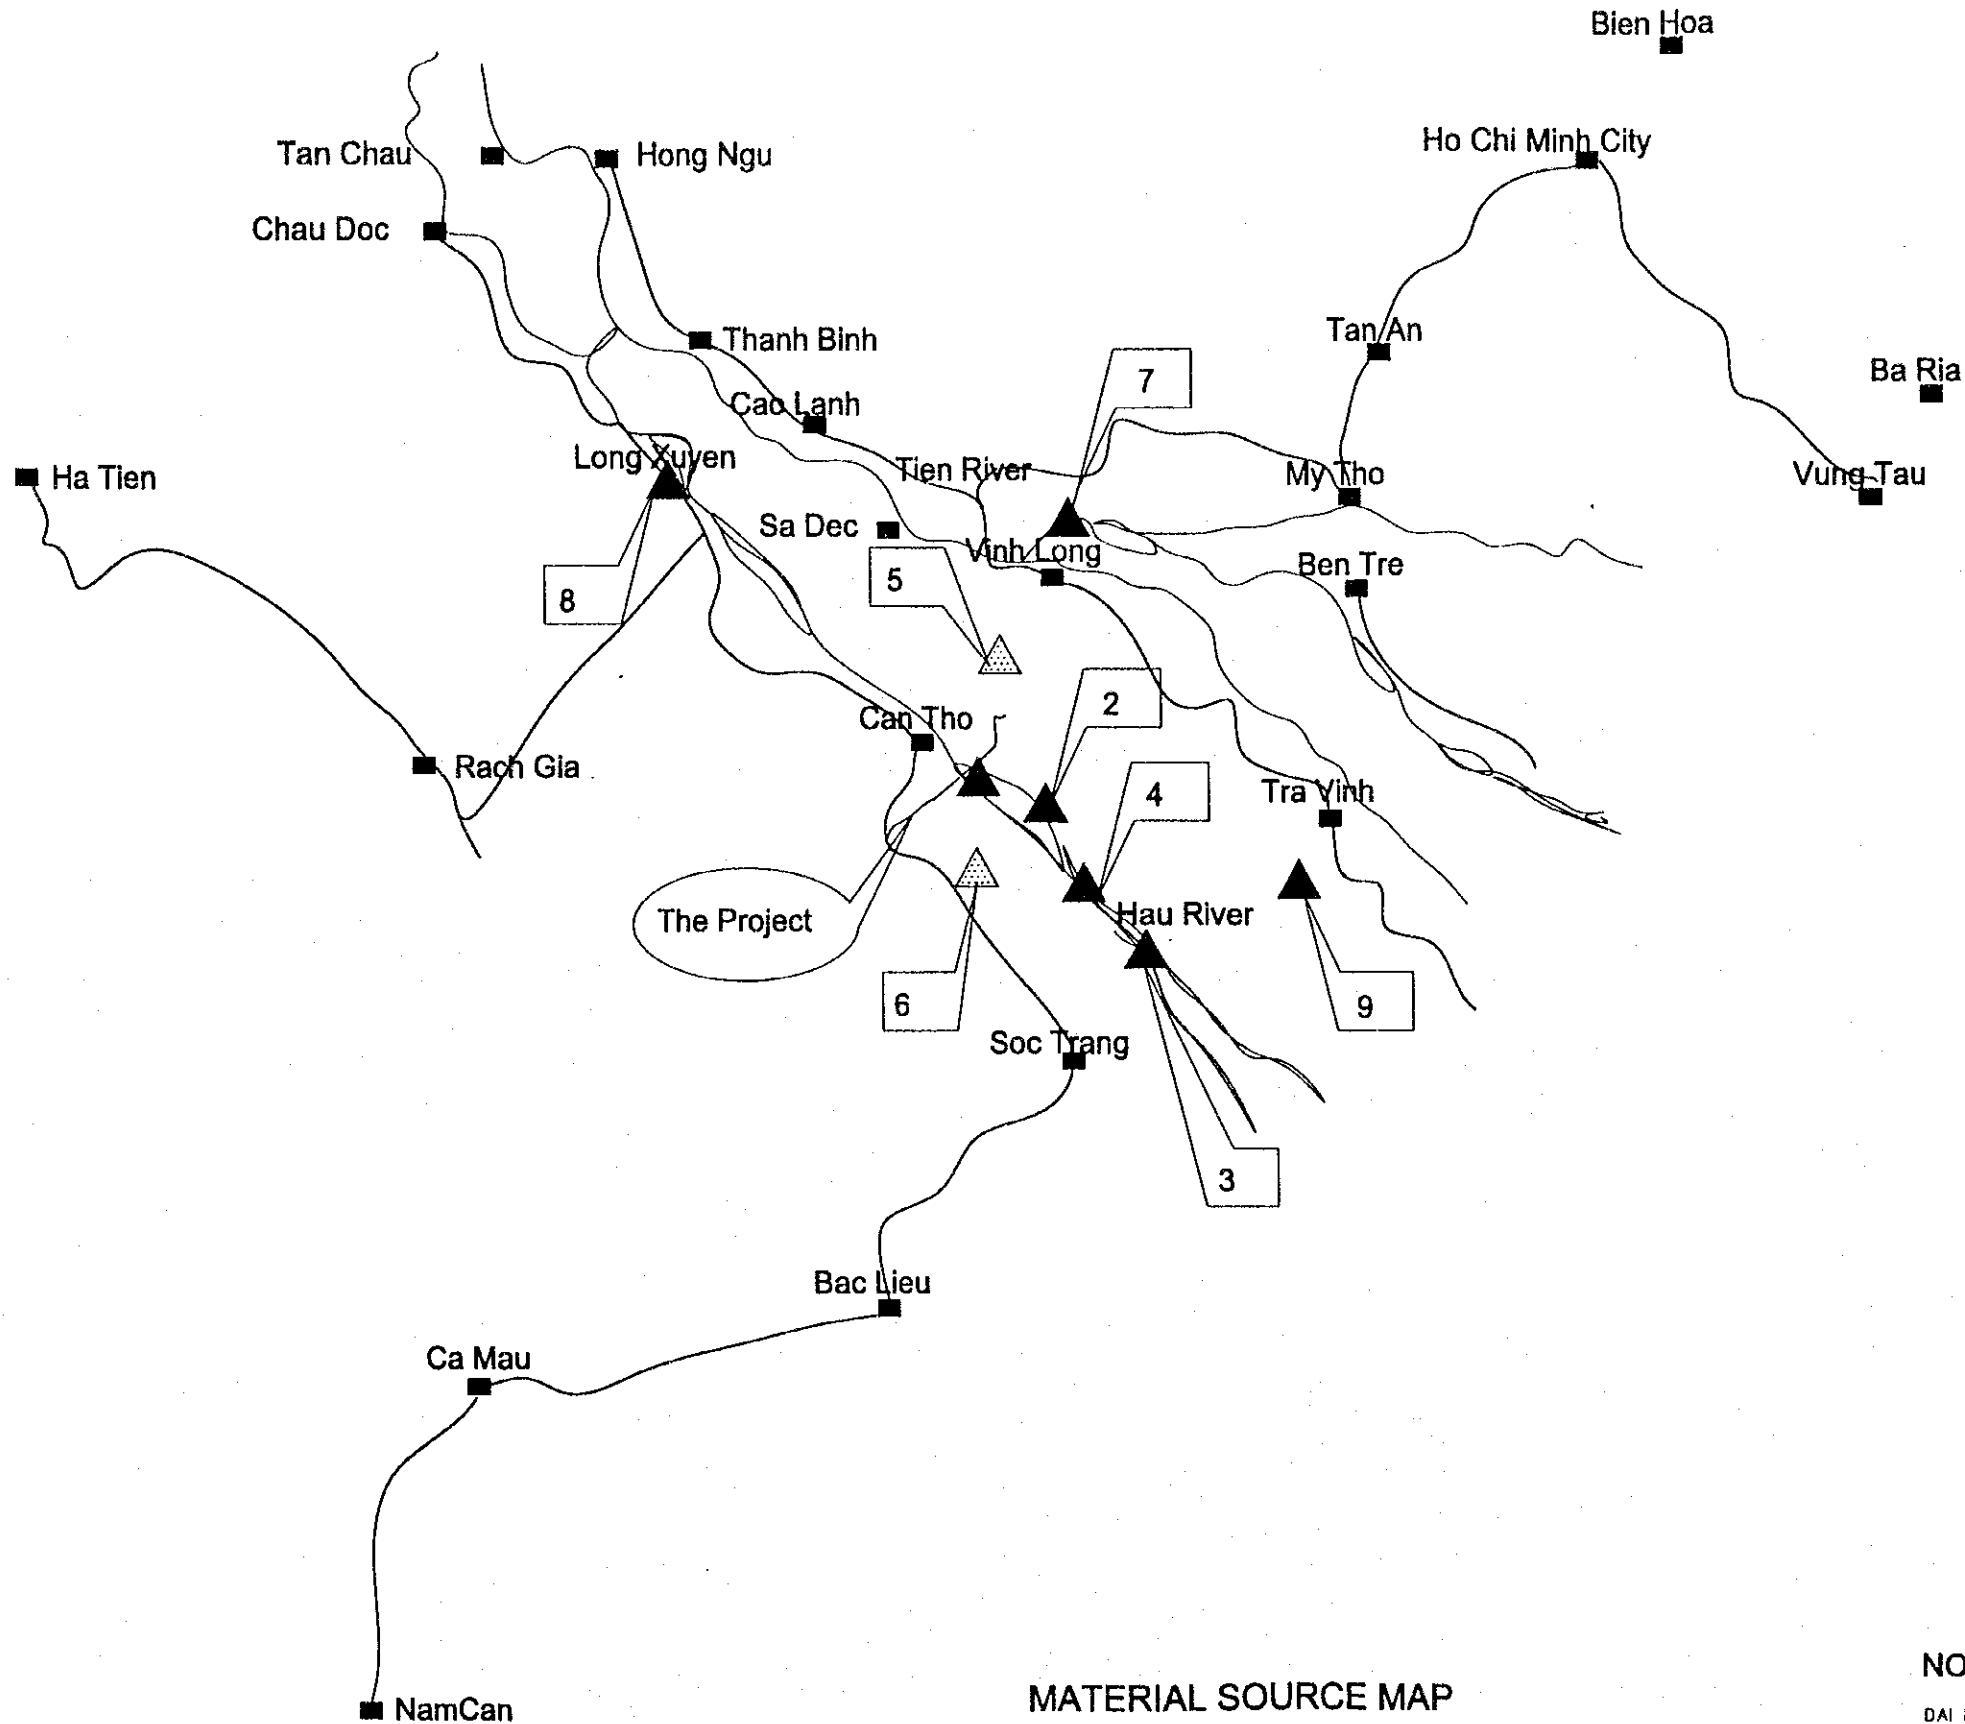 Bien Hoa
Ho Chi Minh City
Tan Chau
Hong Ngu
Chau Doc
Thanh Binh
Tan An
Ba Ria
7
Cao Lanh
Long Xuyen
Tien River
My Tho
Vung Tau
Ha Tien
Sa Dec
Vinh Long
Ben Tre
5
8
2
Can Tho
Rach Gia
4
Tra Vinh
The Project
Hau River
6
9
Soc Trang
3
Bac Lieu
Ca Mau
NO
MATERIAL SOURCE MAP
NamCan
DAI